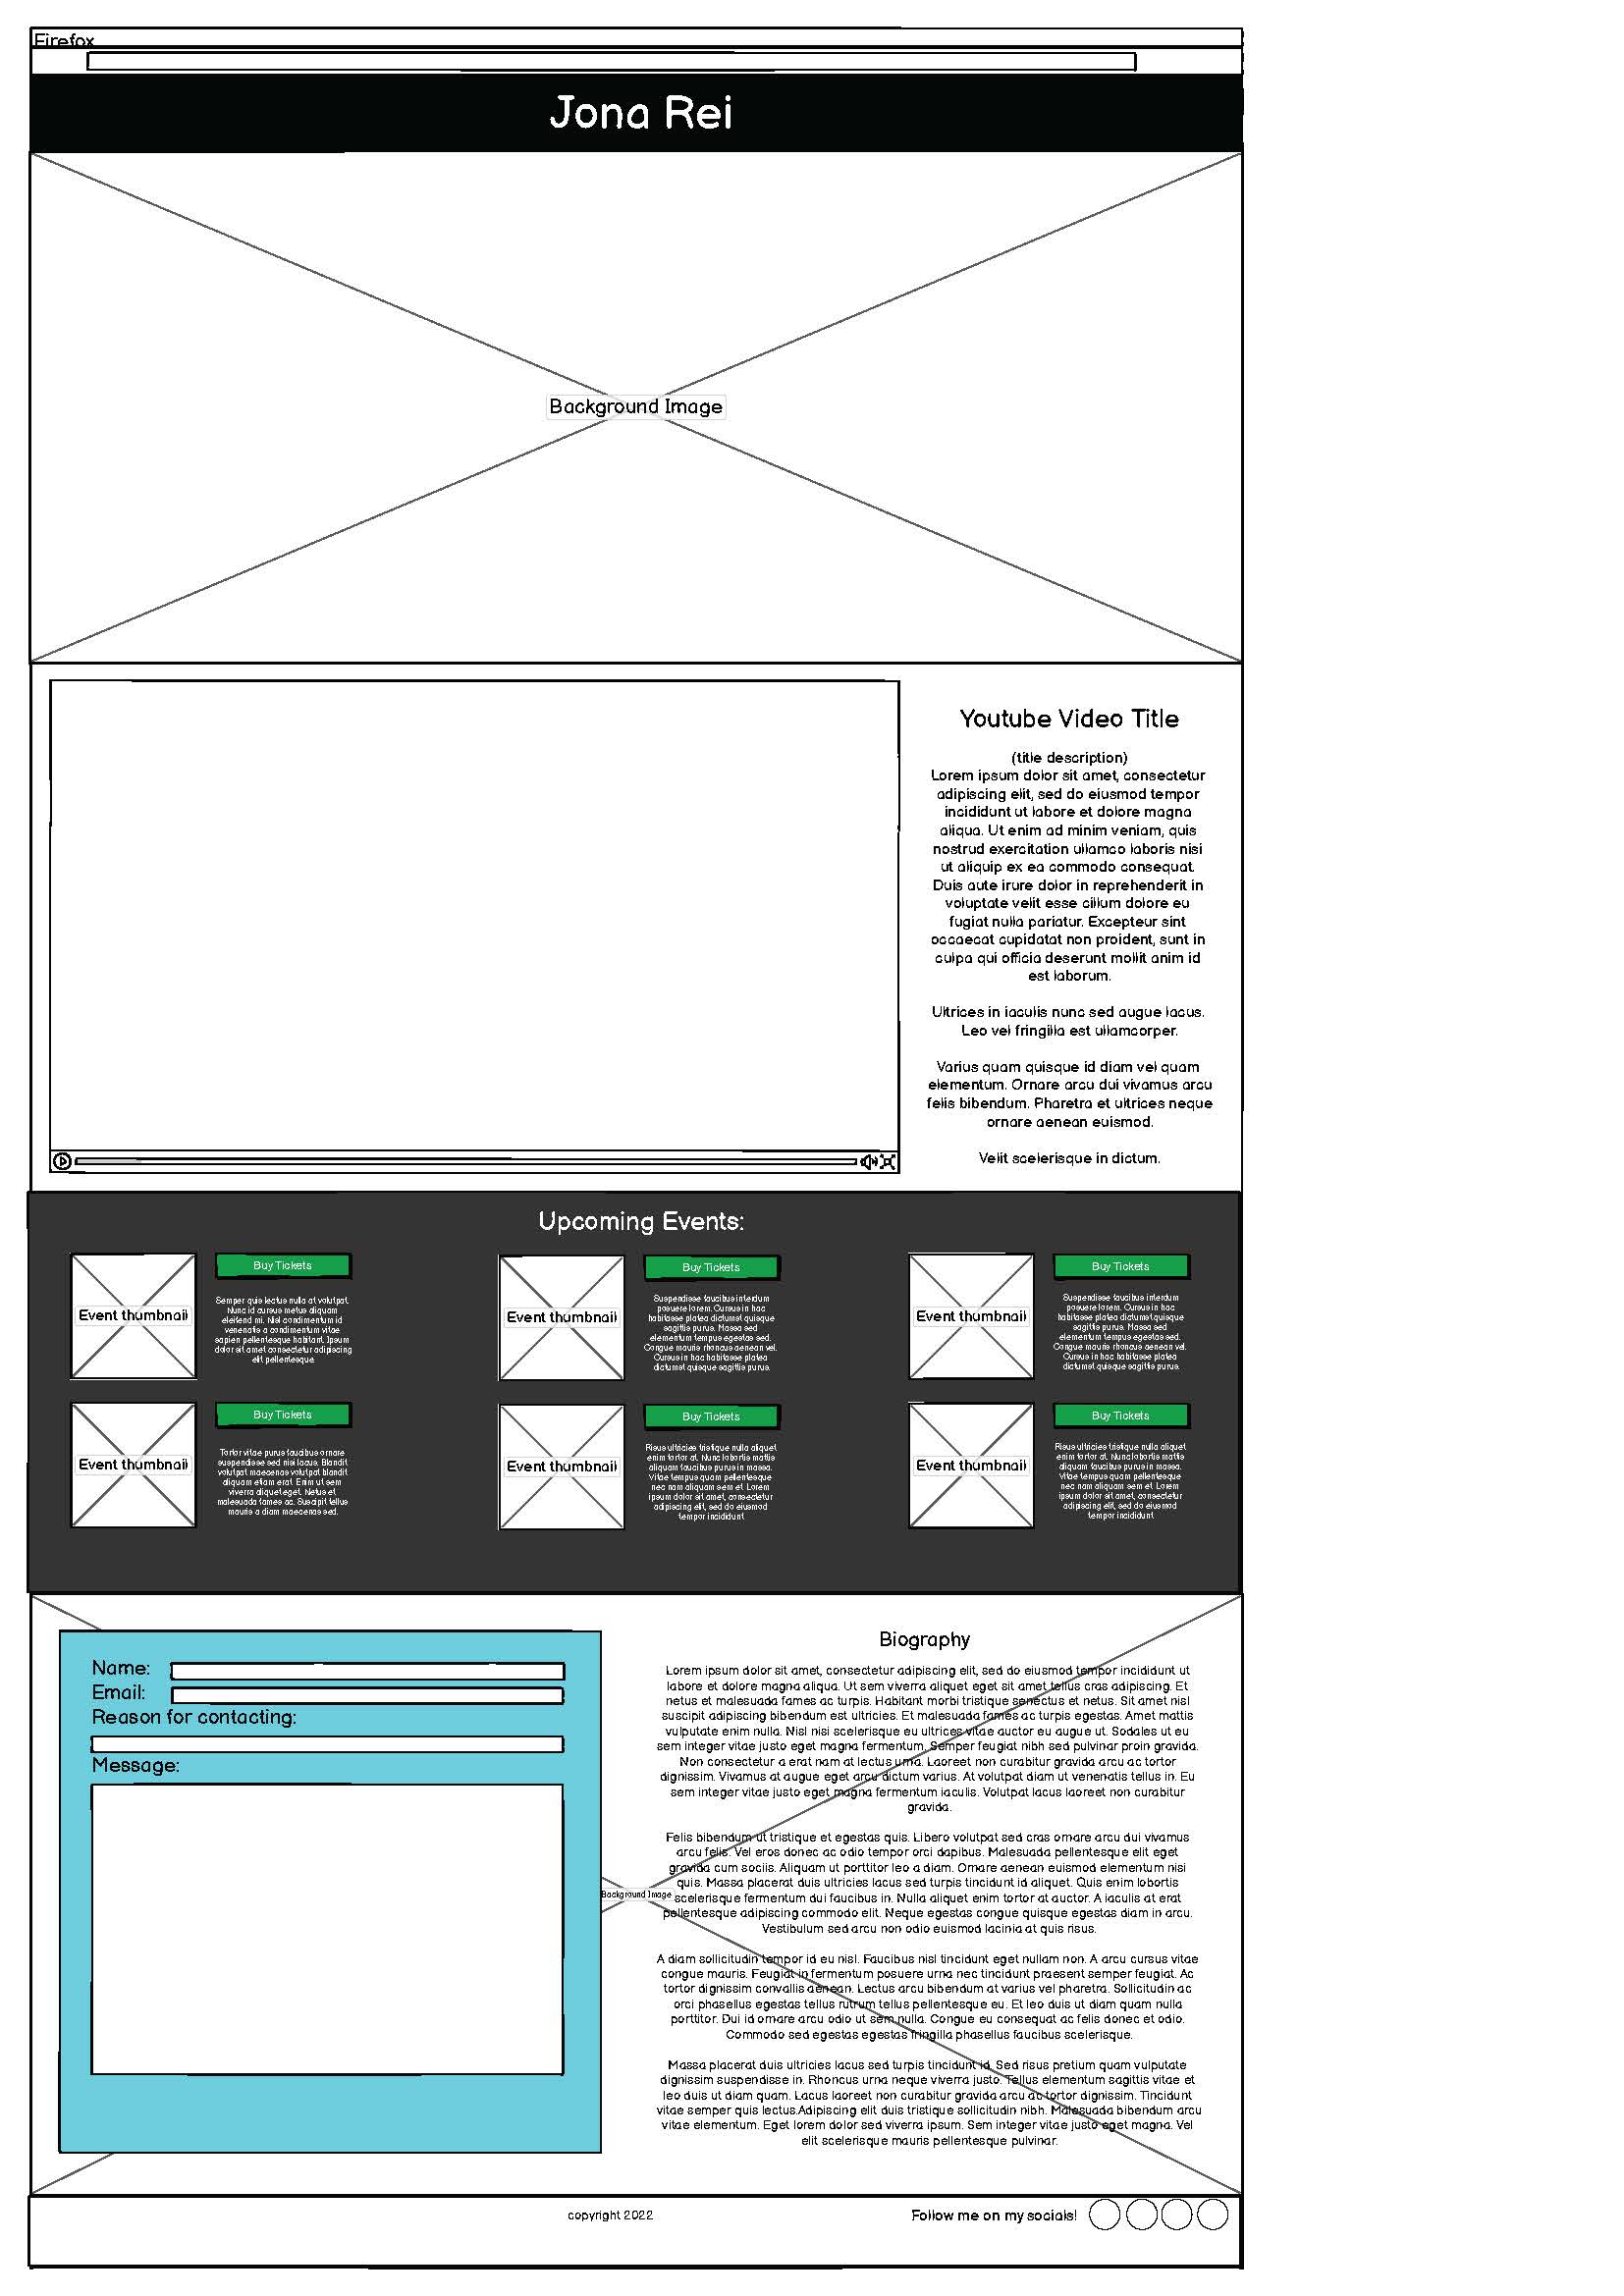 Firefox
Jona Rei
Background Image
Youtube Video Title
(title description)
Lorem ipsum dolor sit amet, consectetur
adipiscing elit, sed do eiusmod tempor
incididunt ut labore et dolore magna
aliqua. Ut enim ad minim veniam, quis
nostrud exercitation ullamco laboris nisi
ut aliquip ex ea commodo consequat.
Duis aute irure dolor in reprehenderit in
voluptate velit esse cillum dolore eu
fugiat nulla pariatur. Excepteur sint
occaecat cupidatat non proident, sunt in
culpa qui officia deserunt mollit anim id
est laborum.
Ultrices in iaculis nunc sed augue lacus.
Leo vel fringilla est ullamcorper.
Varius quam quisque id diam vel quam
elementum. Ornare arcu dui vivamus arcu
felis bibendum. Pharetra et ultrices neque
ornare aenean euismod.
Velit scelerisque in dictum.
Upcoming Events:
Event thumbnail
Buy Tickets
Semper quis lectus nulla at volutpat.
Nunc id cursus metus aliquam
eleifend mi. Nisl condimentum id
venenatis a condimentum vitae
sapien pellentesque habitant. Ipsum
dolor sit amet consectetur adipiscing
elit pellentesque.
Event thumbnail
Buy Tickets
Suspendisse faucibus interdum
posuere lorem. Cursus in hac
habitasse platea dictumst quisque
sagittis purus. Massa sed
elementum tempus egestas sed.
Congue mauris rhoncus aenean vel.
Cursus in hac habitasse platea
dictumst quisque sagittis purus.
Event thumbnail
Buy Tickets
Suspendisse faucibus interdum
posuere lorem. Cursus in hac
habitasse platea dictumst quisque
sagittis purus. Massa sed
elementum tempus egestas sed.
Congue mauris rhoncus aenean vel.
Cursus in hac habitasse platea
dictumst quisque sagittis purus.
Event thumbnail
Buy Tickets
Tortor vitae purus faucibus ornare
suspendisse sed nisi lacus. Blandit
volutpat maecenas volutpat blandit
aliquam etiam erat. Enim ut sem
viverra aliquet eget. Netus et
malesuada fames ac. Suscipit tellus
mauris a diam maecenas sed.
Event thumbnail
Buy Tickets
Risus ultricies tristique nulla aliquet
enim tortor at. Nunc lobortis mattis
aliquam faucibus purus in massa.
Vitae tempus quam pellentesque
nec nam aliquam sem et. Lorem
ipsum dolor sit amet, consectetur
adipiscing elit, sed do eiusmod
tempor incididunt
Event thumbnail
Buy Tickets
Risus ultricies tristique nulla aliquet
enim tortor at. Nunc lobortis mattis
aliquam faucibus purus in massa.
Vitae tempus quam pellentesque
nec nam aliquam sem et. Lorem
ipsum dolor sit amet, consectetur
adipiscing elit, sed do eiusmod
tempor incididunt
Name:
Email:
Reason for contacting:
Message:
Background Image
Biography
Lorem ipsum dolor sit amet, consectetur adipiscing elit, sed do eiusmod tempor incididunt ut
labore et dolore magna aliqua. Ut sem viverra aliquet eget sit amet tellus cras adipiscing. Et
netus et malesuada fames ac turpis. Habitant morbi tristique senectus et netus. Sit amet nisl
suscipit adipiscing bibendum est ultricies. Et malesuada fames ac turpis egestas. Amet mattis
vulputate enim nulla. Nisl nisi scelerisque eu ultrices vitae auctor eu augue ut. Sodales ut eu
sem integer vitae justo eget magna fermentum. Semper feugiat nibh sed pulvinar proin gravida.
Non consectetur a erat nam at lectus urna. Laoreet non curabitur gravida arcu ac tortor
dignissim. Vivamus at augue eget arcu dictum varius. At volutpat diam ut venenatis tellus in. Eu
sem integer vitae justo eget magna fermentum iaculis. Volutpat lacus laoreet non curabitur
gravida.
Felis bibendum ut tristique et egestas quis. Libero volutpat sed cras ornare arcu dui vivamus
arcu felis. Vel eros donec ac odio tempor orci dapibus. Malesuada pellentesque elit eget
gravida cum sociis. Aliquam ut porttitor leo a diam. Ornare aenean euismod elementum nisi
quis. Massa placerat duis ultricies lacus sed turpis tincidunt id aliquet. Quis enim lobortis
scelerisque fermentum dui faucibus in. Nulla aliquet enim tortor at auctor. A iaculis at erat
pellentesque adipiscing commodo elit. Neque egestas congue quisque egestas diam in arcu.
Vestibulum sed arcu non odio euismod lacinia at quis risus.
A diam sollicitudin tempor id eu nisl. Faucibus nisl tincidunt eget nullam non. A arcu cursus vitae
congue mauris. Feugiat in fermentum posuere urna nec tincidunt praesent semper feugiat. Ac
tortor dignissim convallis aenean. Lectus arcu bibendum at varius vel pharetra. Sollicitudin ac
orci phasellus egestas tellus rutrum tellus pellentesque eu. Et leo duis ut diam quam nulla
porttitor. Dui id ornare arcu odio ut sem nulla. Congue eu consequat ac felis donec et odio.
Commodo sed egestas egestas fringilla phasellus faucibus scelerisque.
Massa placerat duis ultricies lacus sed turpis tincidunt id. Sed risus pretium quam vulputate
dignissim suspendisse in. Rhoncus urna neque viverra justo. Tellus elementum sagittis vitae et
leo duis ut diam quam. Lacus laoreet non curabitur gravida arcu ac tortor dignissim. Tincidunt
vitae semper quis lectus.Adipiscing elit duis tristique sollicitudin nibh. Malesuada bibendum arcu
vitae elementum. Eget lorem dolor sed viverra ipsum. Sem integer vitae justo eget magna. Vel
elit scelerisque mauris pellentesque pulvinar.
copyright 2022
Follow me on my socials!